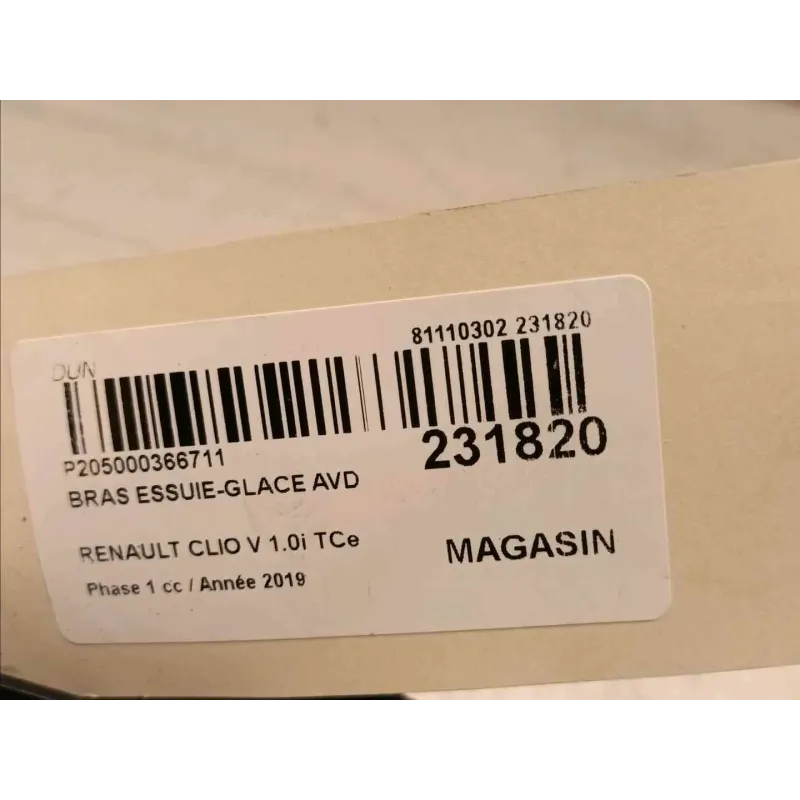 81110302 231820
DUN
P205000366711
231820
BRAS ESSUIE-GLACE AVD
RENAULT CLIO V 1.0i TCe
MAGASIN
Phase 1 cc / Année 2019